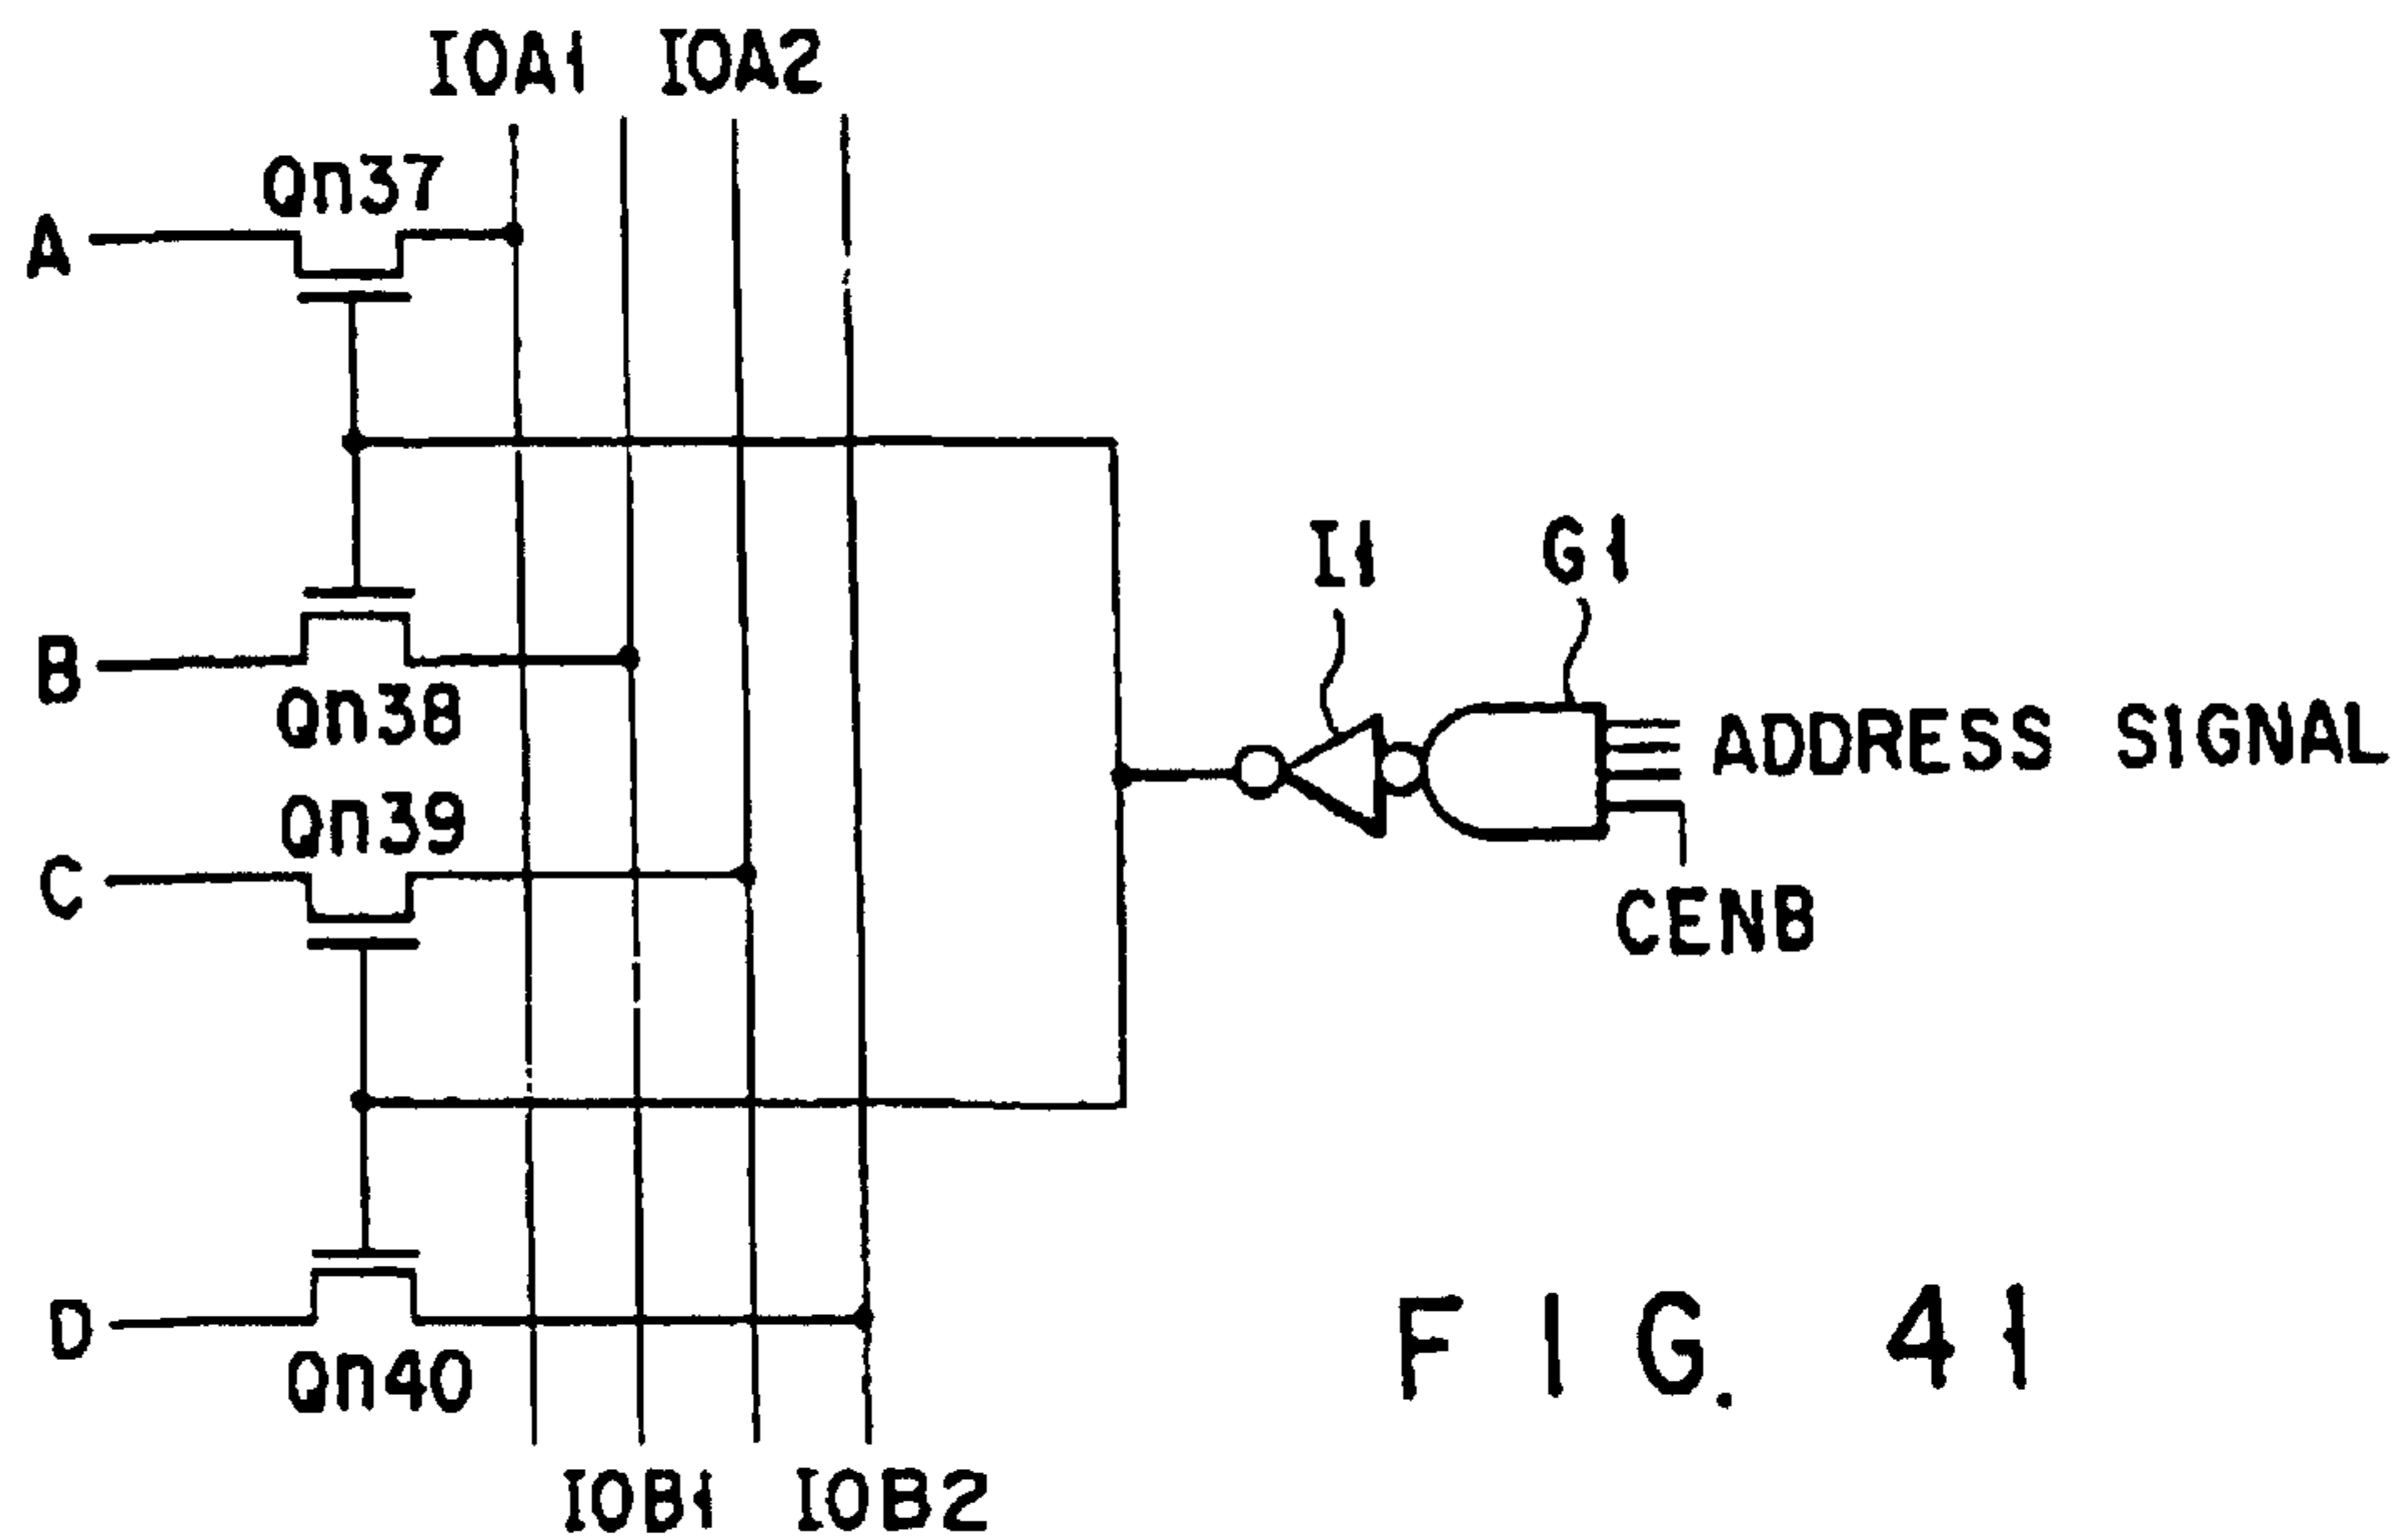 IOA1 IOA2
Qn37
A
I1 G1
B
Qn38
ADDRESS SIGNAL
Qn39
C
CENB
D
Qn40
FIG. 41
IOB1 IOB2